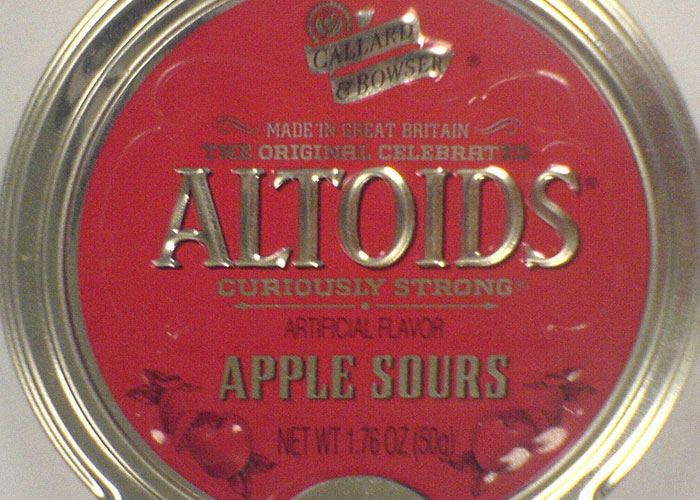 CALLARD
& BOWSER®
MADE IN GREAT BRITAIN
THE ORIGINAL CELEBRATED
ALTOIDS®
CURIOUSLY STRONG®
ARTIFICIAL FLAVOR
APPLE SOURS
NET WT 1.76 OZ (50g)